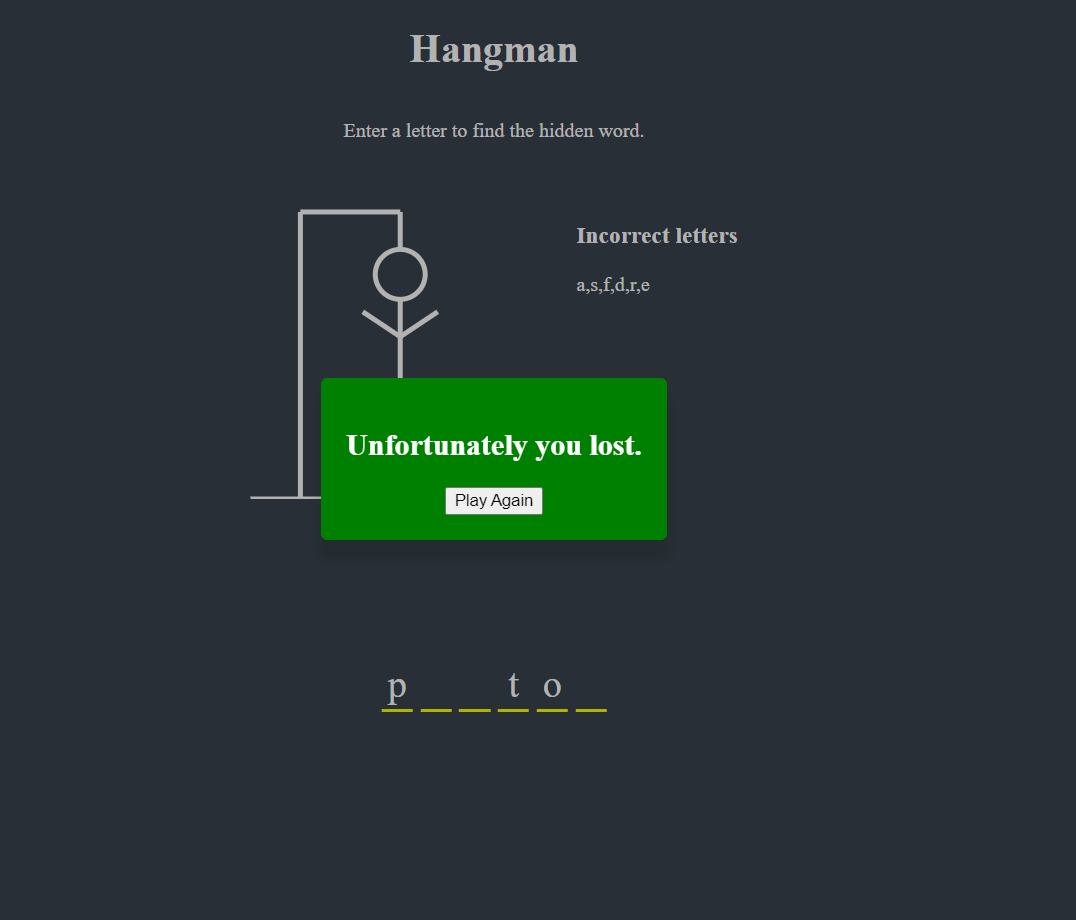 Hangman
Enter a letter to find the hidden word.
Incorrect letters
a,s,f,d,r,e
Unfortunately you lost.
Play Again
p _ _ t o _